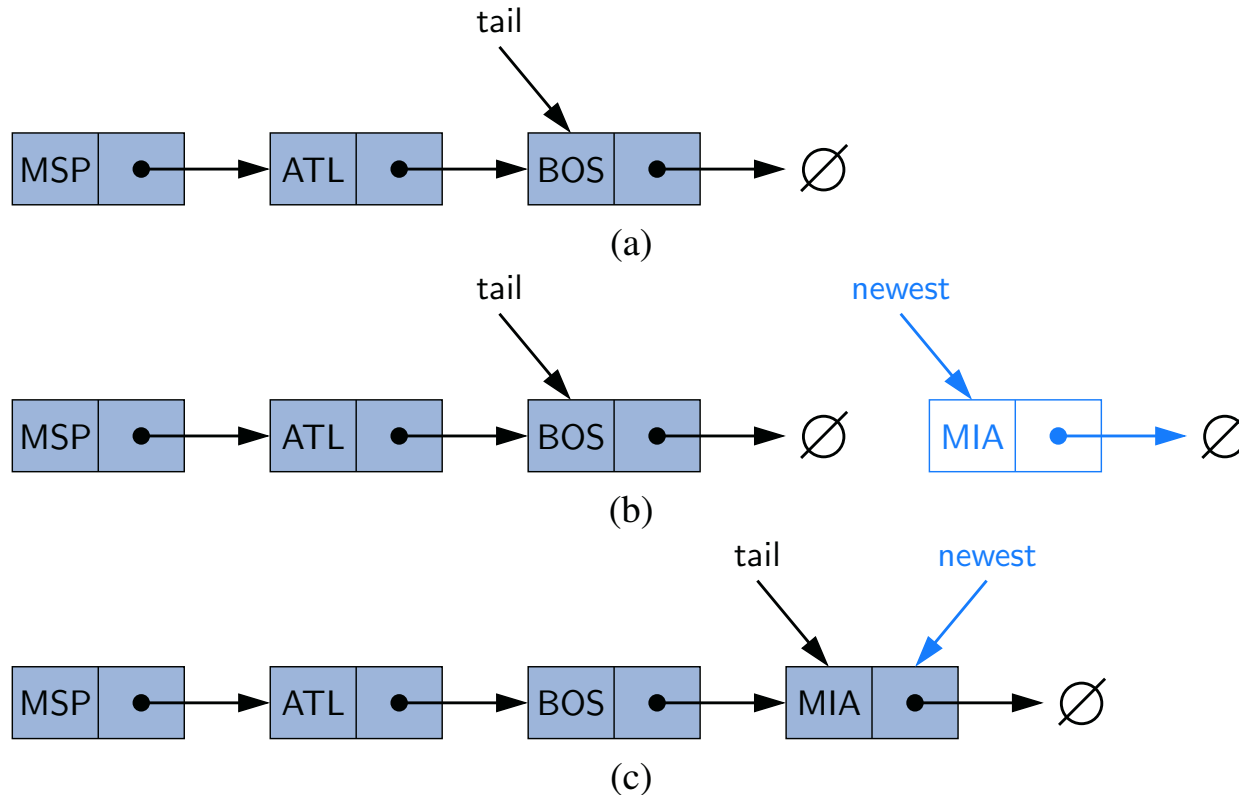 tail
MSP ATL BOS ∅
(a)
tail newest
MSP ATL BOS ∅ MIA ∅
(b)
tail newest
MSP ATL BOS MIA ∅
(c)